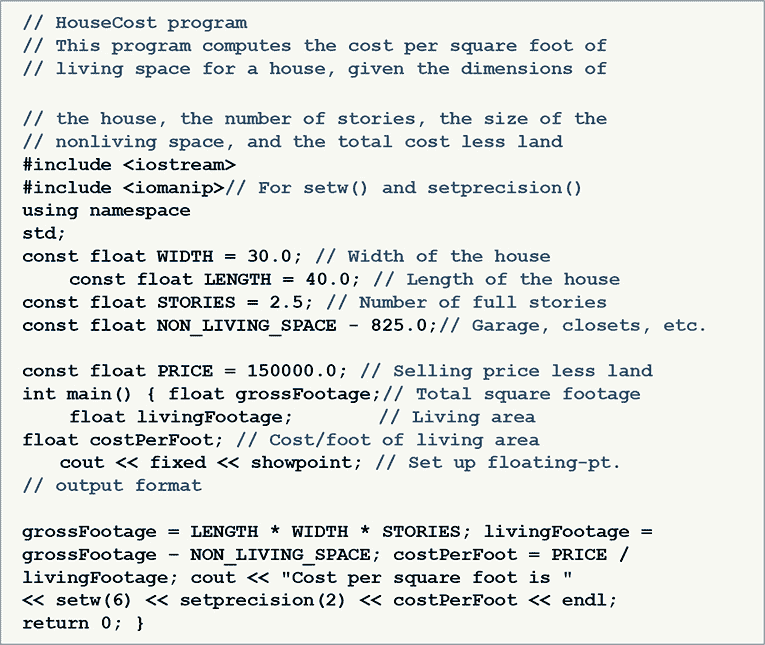 // HouseCost program
// This program computes the cost per square foot of
// living space for a house, given the dimensions of
// the house, the number of stories, the size of the
// nonliving space, and the total cost less land
#include <iostream>
#include <iomanip>// For setw() and setprecision()
using namespace
std;
const float WIDTH = 30.0; // Width of the house
const float LENGTH = 40.0; // Length of the house
const float STORIES = 2.5; // Number of full stories
const float NON_LIVING_SPACE - 825.0;// Garage, closets, etc.
const float PRICE = 150000.0; // Selling price less land
int main() { float grossFootage;// Total square footage
float livingFootage; // Living area
float costPerFoot; // Cost/foot of living area
cout << fixed << showpoint; // Set up floating-pt.
// output format
grossFootage = LENGTH * WIDTH * STORIES; livingFootage =
grossFootage - NON_LIVING_SPACE; costPerFoot = PRICE /
livingFootage; cout << "Cost per square foot is "
<< setw(6) << setprecision(2) << costPerFoot << endl;
return 0; }